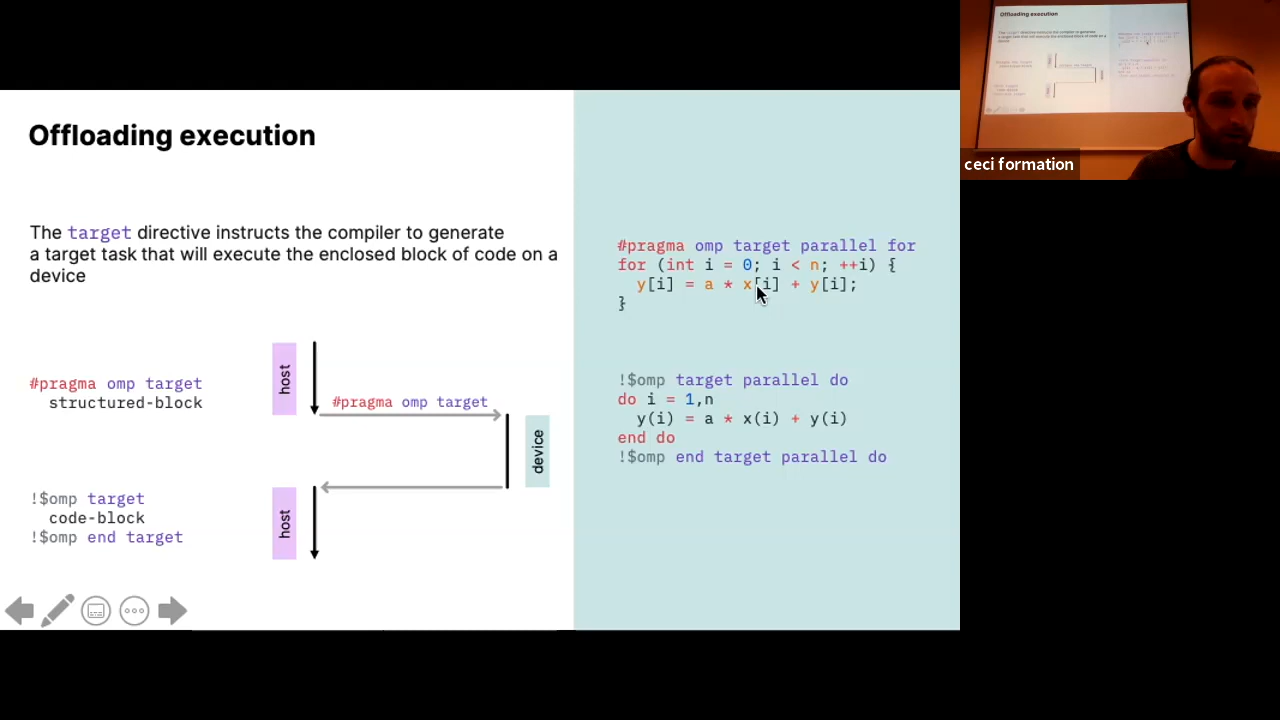 Offloading execution
The target directive instructs the compiler to generate
a target task that will execute the enclosed block of code on a
device
#pragma omp target
structured-block
!$omp target
code-block
!$omp end target
host
#pragma omp target
device
host
#pragma omp target parallel for
for (int i = 0; i < n; ++i) {
y[i] = a * x[i] + y[i];
}
!$omp target parallel do
do i = 1,n
y(i) = a * x(i) + y(i)
end do
!$omp end target parallel do
Offloading execution
ceci formation